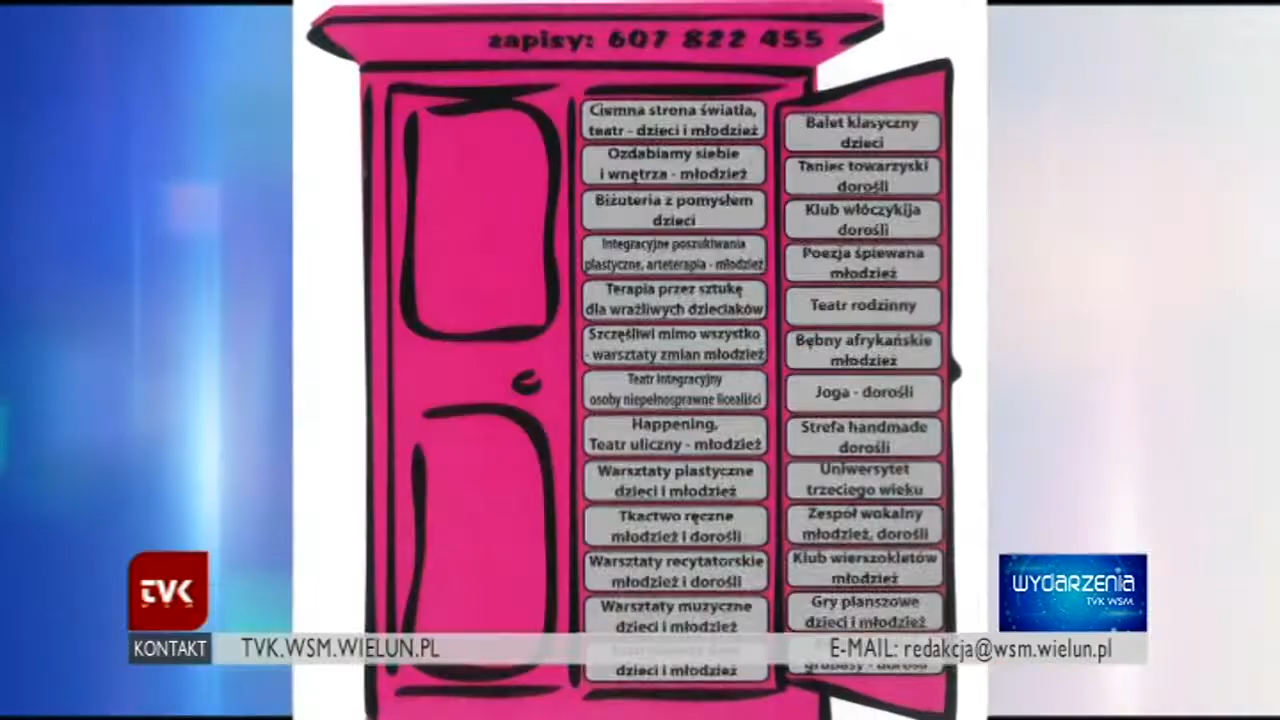 zapisy: 607 822 455
Ciemna strona światła,
teatr - dzieci i młodzież
Ozdabiamy siebie
i wnętrza - młodzież
Biżuteria z pomysłem
dzieci
Integracyjne poszukiwania
plastyczne, arteterapia - młodzież
Terapia przez sztukę
dla wrażliwych dzieciaków
Szczęśliwi mimo wszystko
- warsztaty zmian młodzież
Teatr integracyjny
osoby niepełnosprawne licealiści
Happening,
Teatr uliczny - młodzież
Warsztaty plastyczne
dzieci i młodzież
Tkactwo ręczne
młodzież i dorośli
Warsztaty recytatorskie
młodzież i dorośli
Warsztaty muzyczne
dzieci i młodzież
dzieci i młodzież
Balet klasyczny
dzieci
Taniec towarzyski
dorośli
Klub włóczykija
dorośli
Poezja śpiewana
młodzież
Teatr rodzinny
Bębny afrykańskie
młodzież
Joga - dorośli
Strefa handmade
dorośli
Uniwersytet
trzeciego wieku
Zespół wokalny
młodzież, dorośli
Klub wierszokletów
młodzież
Gry planszowe
dzieci i młodzież
- dorośli
TVK
WSM
WYDARZENIA
TVK WSM
KONTAKT
TVK.WSM.WIELUN.PL
E-MAIL: redakcja@wsm.wielun.pl